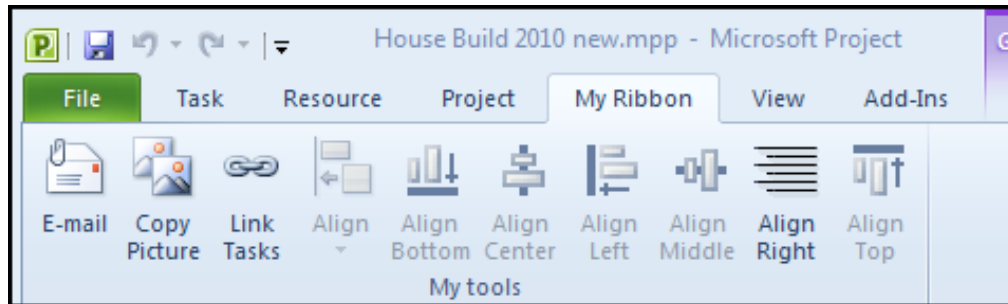 House Build 2010 new.mpp - Microsoft Project
File Task Resource Project My Ribbon View Add-Ins
E-mail Copy Link Align Align Align Align Align Align Align
Picture Tasks Bottom Center Left Middle Right Top
My tools